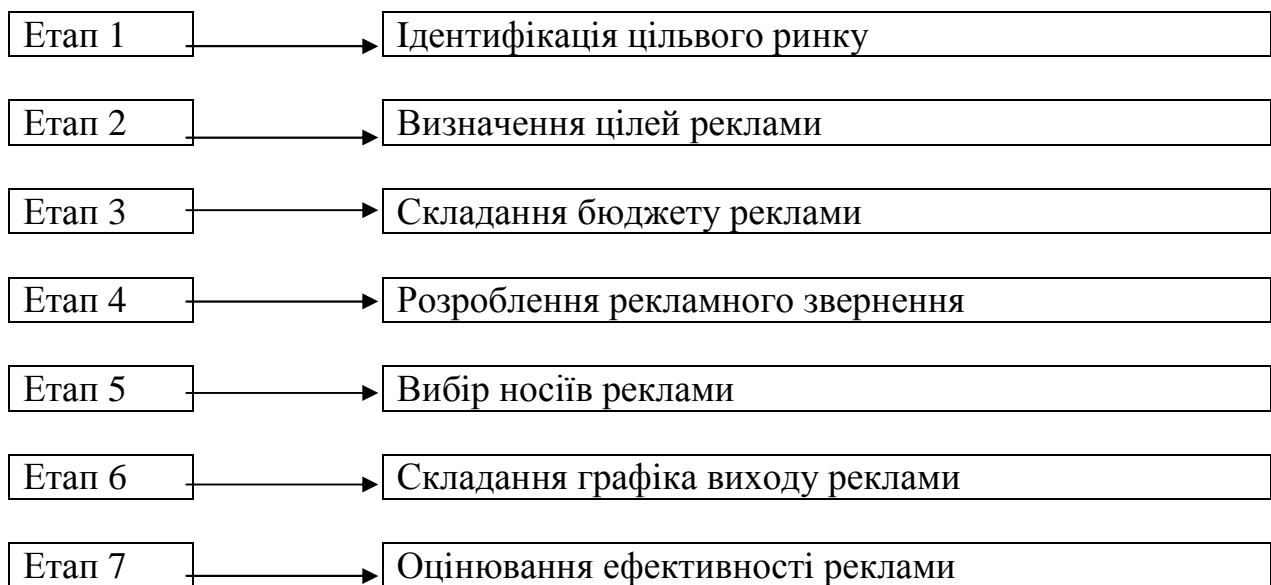 Етап 1 Ідентифікація цільвого ринку
Етап 2 Визначення цілей реклами
Етап 3 Складання бюджету реклами
Етап 4 Розроблення рекламного звернення
Етап 5 Вибір носіїв реклами
Етап 6 Складання графіка виходу реклами
Етап 7 Оцінювання ефективності реклами